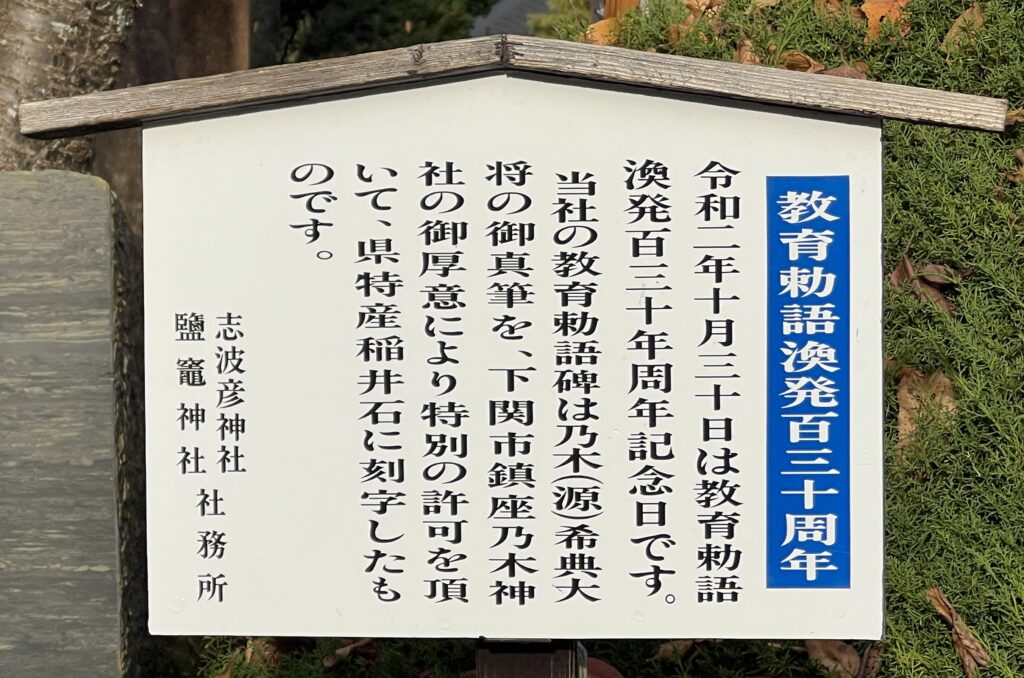 教育勅語渙発百三十周年
令和二年十月三十日は教育勅語
渙発百三十年周年記念日です。
当社の教育勅語碑は乃木(源)希典大
将の御真筆を、下関市鎮座乃木神
社の御厚意により特別の許可を頂
いて、県特産稲井石に刻字したも
のです。
志波彦神社
鹽竈神社
社務所